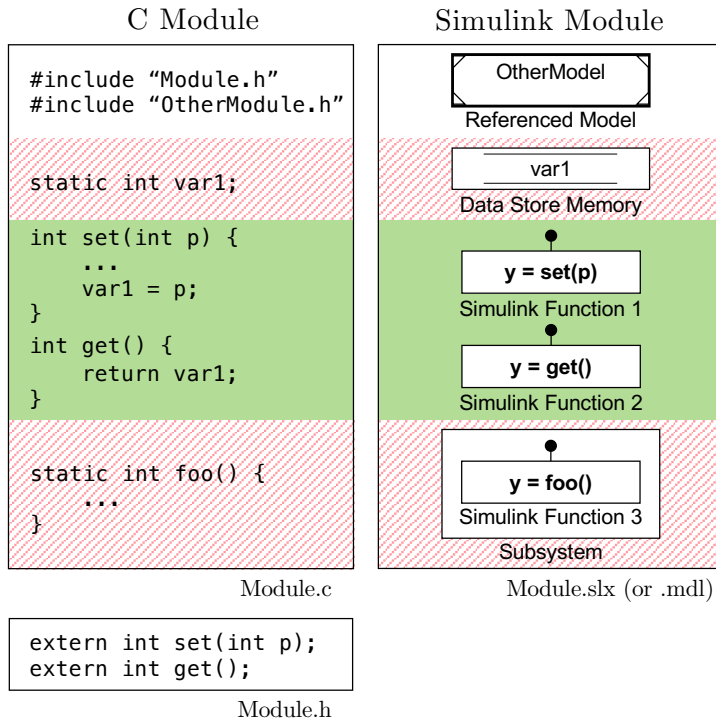 C Module
#include “Module.h”
#include “OtherModule.h”
static int var1;
int set(int p) {
...
var1 = p;
}
int get() {
return var1;
}
static int foo() {
...
}
Module.c
extern int set(int p);
extern int get();
Module.h
Simulink Module
OtherModel
Referenced Model
var1
Data Store Memory
y = set(p)
Simulink Function 1
y = get()
Simulink Function 2
y = foo()
Simulink Function 3
Subsystem
Module.slx (or .mdl)